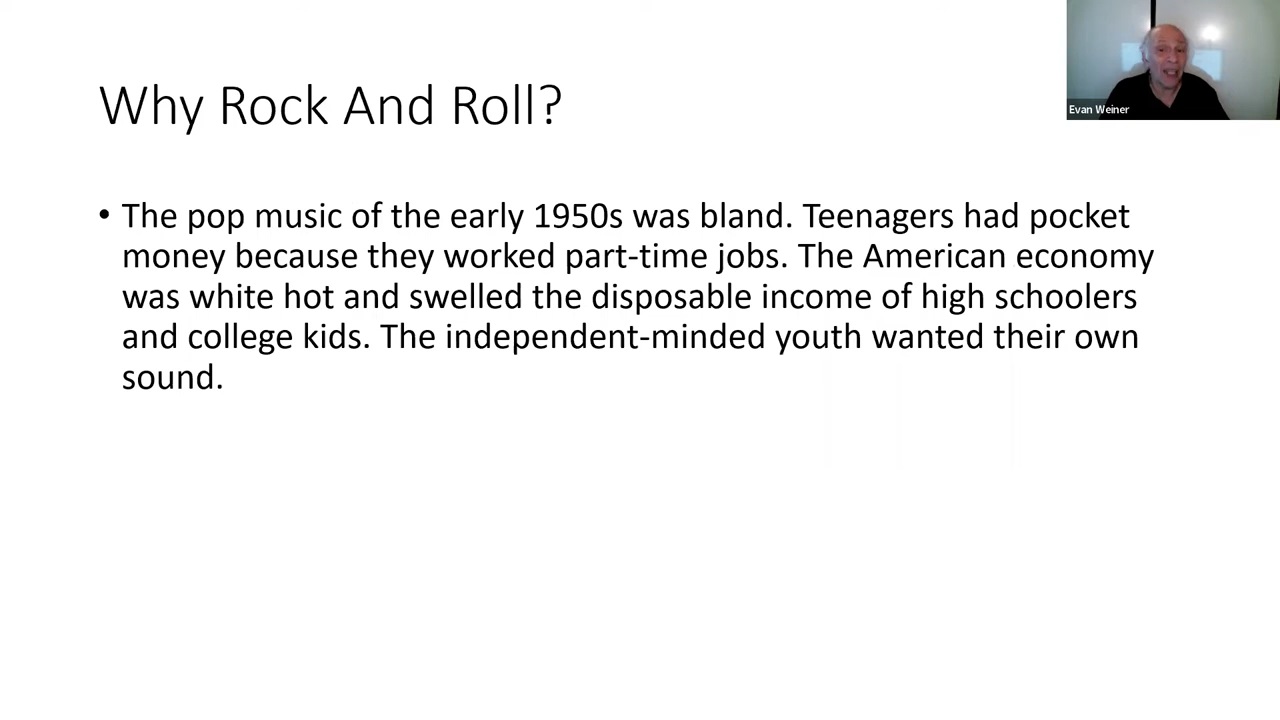 Why Rock And Roll?
Evan Weiner
• The pop music of the early 1950s was bland. Teenagers had pocket
money because they worked part-time jobs. The American economy
was white hot and swelled the disposable income of high schoolers
and college kids. The independent-minded youth wanted their own
sound.